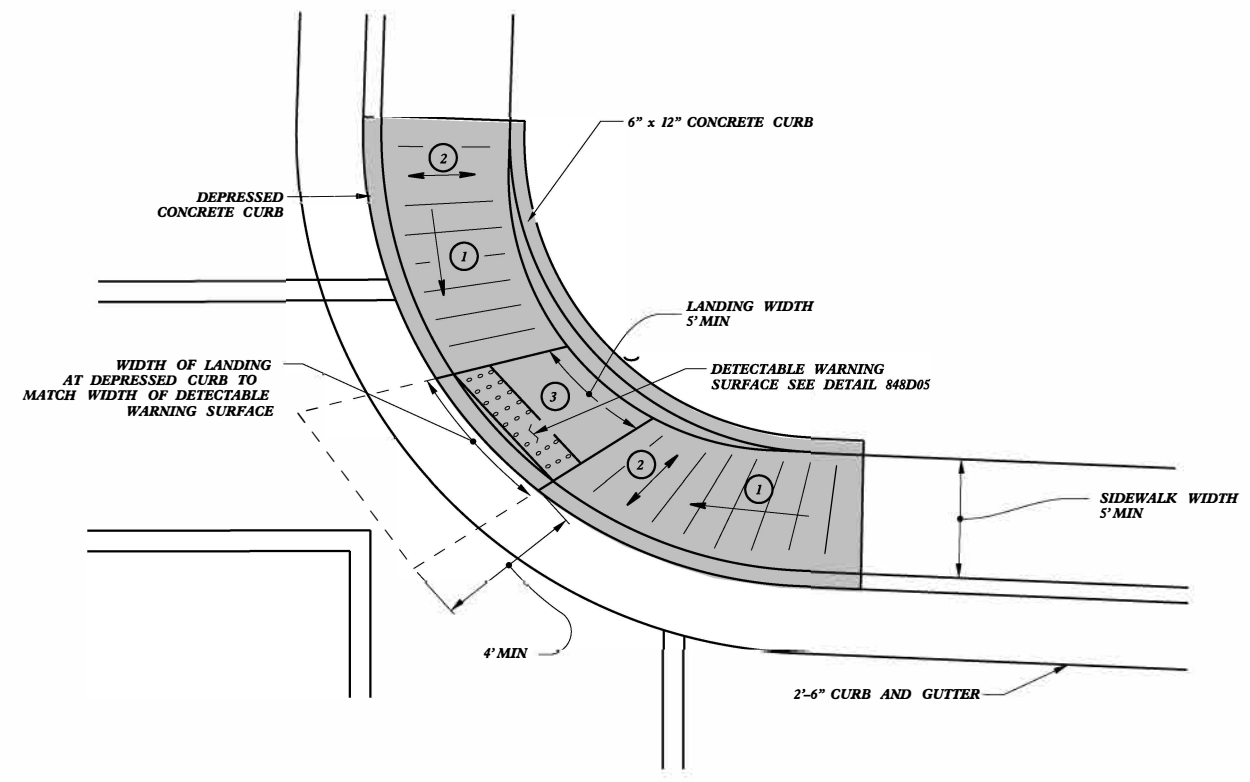 6” x 12” CONCRETE CURB
2
DEPRESSED
CONCRETE CURB
1
LANDING WIDTH
5’ MIN
WIDTH OF LANDING
AT DEPRESSED CURB TO
MATCH WIDTH OF DETECTABLE
WARNING SURFACE
DETECTABLE WARNING
SURFACE SEE DETAIL 848D05
3
2
1
SIDEWALK WIDTH
5’ MIN
4’ MIN
2’–6” CURB AND GUTTER